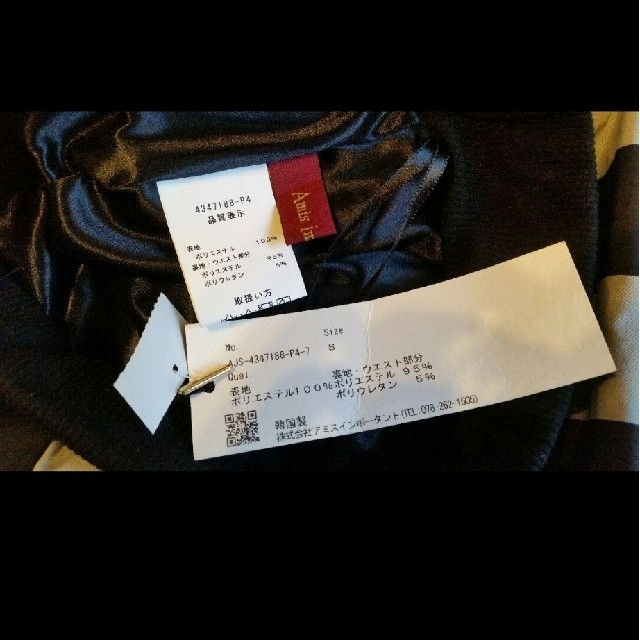 4347188-P4
品質表示
表地
ポリエステル 100%
裏地・ウエスト部分
ポリエステル 95%
ポリウレタン 5%
取扱い方
Amis
No. Size
AJS-4347188-P4-7 S
Qual.
表地 裏地・ウエスト部分
ポリエステル100% ポリエステル 95%
ポリウレタン 5%
韓国製
株式会社アミスインポータント(TEL.078-262-1505)